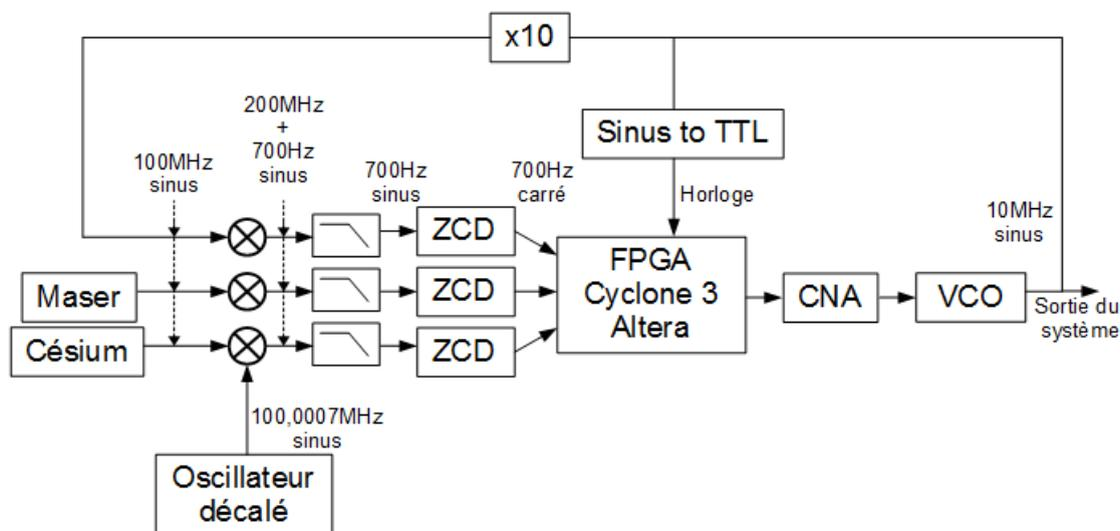 x10
200MHz
+
700Hz
sinus
100MHz
sinus
700Hz
sinus
700Hz
carré
Sinus to TTL
Horloge
10MHz
sinus
ZCD
ZCD
ZCD
Maser
Césium
FPGA
Cyclone 3
Altera
CNA
VCO
Sortie du
système
100,0007MHz
sinus
Oscillateur
décalé